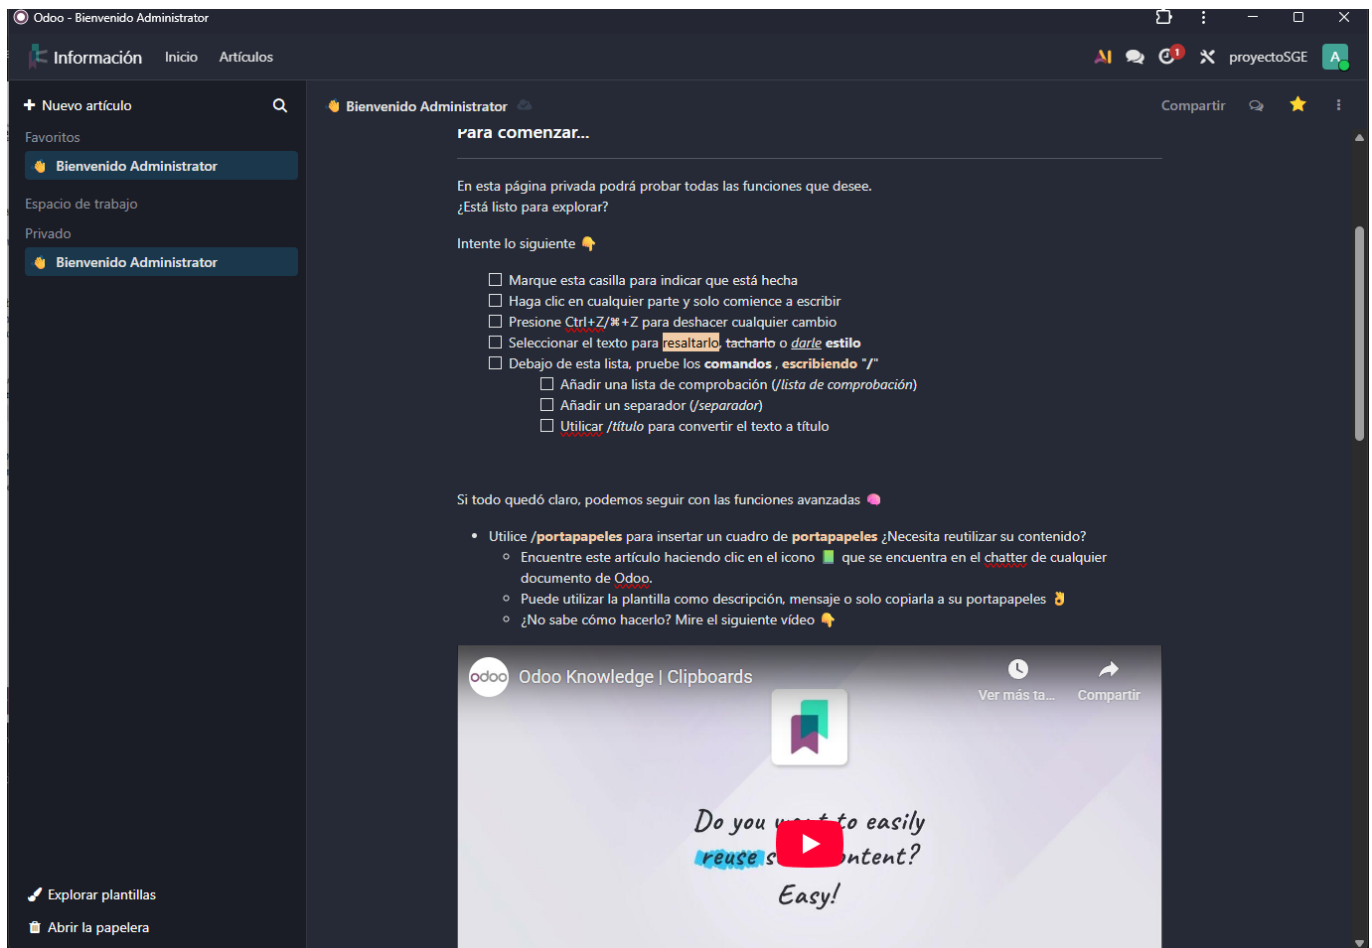 Odoo - Bienvenido Administrator
Información Inicio Artículos
AI 1 proyectoSGE A
+ Nuevo artículo
Favoritos
Bienvenido Administrator
Espacio de trabajo
Privado
Bienvenido Administrator
Explorar plantillas
Abrir la papelera
Bienvenido Administrator Compartir
Para comenzar...
En esta página privada podrá probar todas las funciones que desee.
¿Está listo para explorar?
Intente lo siguiente 👇
Marque esta casilla para indicar que está hecha
Haga clic en cualquier parte y solo comience a escribir
Presione Ctrl+Z/⌘+Z para deshacer cualquier cambio
Seleccionar el texto para resaltarlo, tacharlo o darle estilo
Debajo de esta lista, pruebe los comandos , escribiendo "/"
Añadir una lista de comprobación (/lista de comprobación)
Añadir un separador (/separador)
Utilicar /título para convertir el texto a título
Si todo quedó claro, podemos seguir con las funciones avanzadas 🧠
• Utilice /portapapeles para insertar un cuadro de portapapeles ¿Necesita reutilizar su contenido?
◦ Encuentre este artículo haciendo clic en el icono 📗 que se encuentra en el chatter de cualquier
documento de Odoo.
◦ Puede utilizar la plantilla como descripción, mensaje o solo copiarla a su portapapeles 👌
◦ ¿No sabe cómo hacerlo? Mire el siguiente vídeo 👇
odoo Odoo Knowledge | Clipboards
Ver más ta... Compartir
Do you to easily
reuse
Easy!